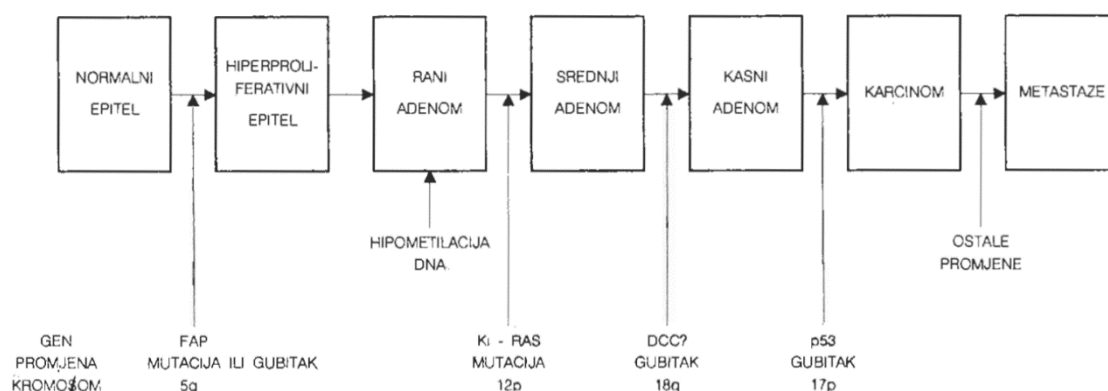 NORMALNI
EPITEL
HIPERPROLI-
FERATIVNI
EPITEL
RANI
ADENOM
SREDNJI
ADENOM
KASNI
ADENOM
KARCINOM
METASTAZE
HIPOMETILACIJA
DNA.
OSTALE
PROMJENE
GEN
PROMJENA
KROMOSOM
FAP
MUTACIJA ILI GUBITAK
5q
Ki - RAS
MUTACIJA
12p
DCC?
GUBITAK
18q
p53
GUBITAK
17p